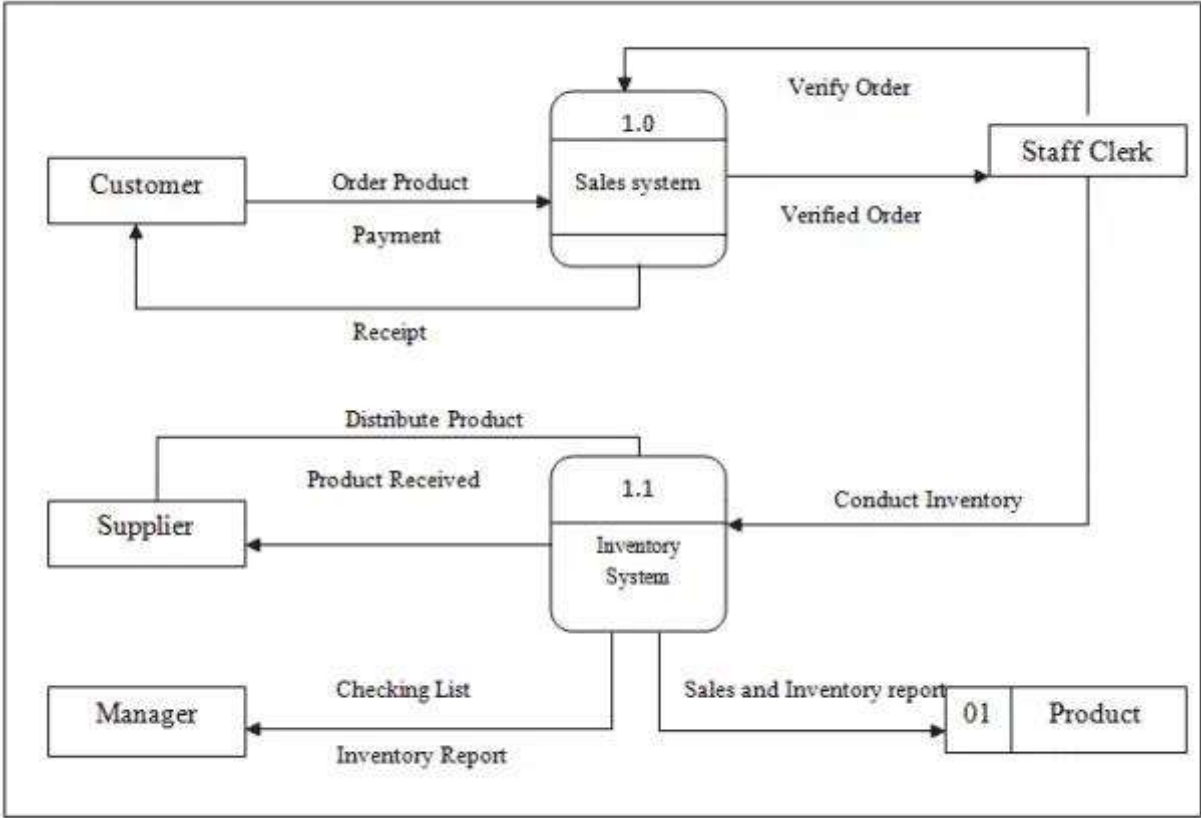 Verify Order
1.0
Staff Clerk
Customer
Order Product
Sales system
Verified Order
Payment
Receipt
Distribute Product
Product Received
1.1
Conduct Inventory
Supplier
Inventory
System
Checking List
Sales and Inventory report
Manager
01
Product
Inventory Report